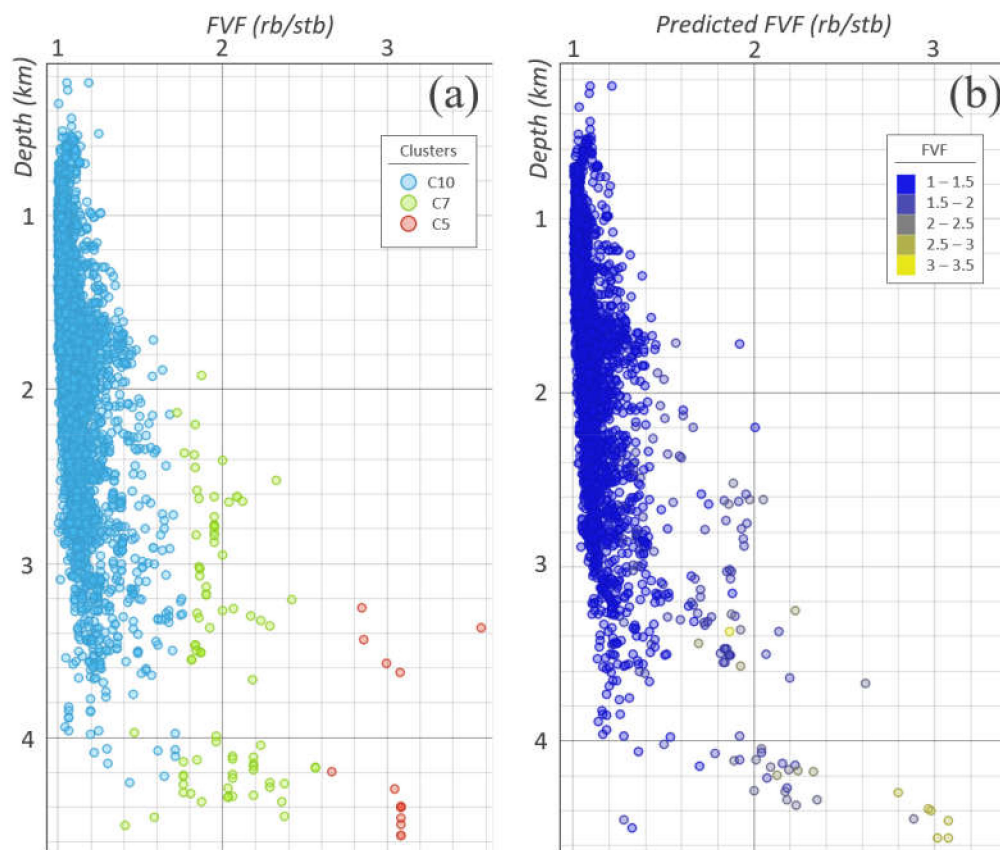 FVF (rb/stb)
1 2 3
Depth (km)
(a)
Clusters
C10
C7
C5
1
2
3
4
Predicted FVF (rb/stb)
1 2 3
Depth (km)
(b)
FVF
1 – 1.5
1.5 – 2
2 – 2.5
2.5 – 3
3 – 3.5
1
2
3
4